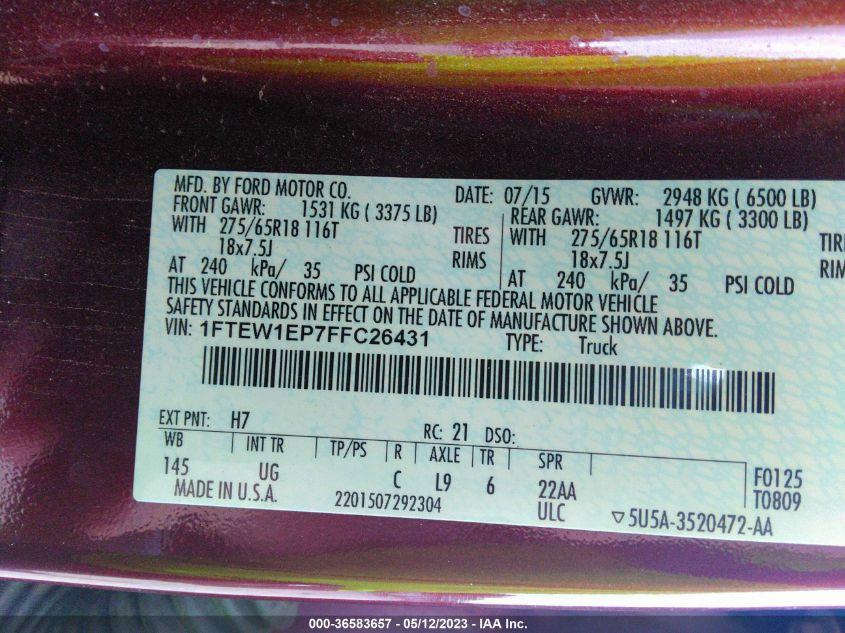 MFD. BY FORD MOTOR CO. DATE: 07/15 GVWR: 2948 KG ( 6500 LB)
FRONT GAWR: 1531 KG ( 3375 LB) REAR GAWR: 1497 KG ( 3300 LB)
WITH 275/65R18 116T TIRES WITH 275/65R18 116T
18x7.5J RIMS 18x7.5J
AT 240 kPa/ 35 PSI COLD AT 240 kPa/ 35 PSI COLD
THIS VEHICLE CONFORMS TO ALL APPLICABLE FEDERAL MOTOR VEHICLE
SAFETY STANDARDS IN EFFECT ON THE DATE OF MANUFACTURE SHOWN ABOVE.
VIN: 1FTEW1EP7FFC26431 TYPE: Truck
EXT PNT: H7 RC: 21 DSO:
WB INT TR TP/PS R AXLE TR SPR
145 UG C L9 6 22AA F0125
ULC T0809
MADE IN U.S.A. 2201507292304 ▽5U5A-3520472-AA
000-36583657 - 05/12/2023 - IAA, Inc.